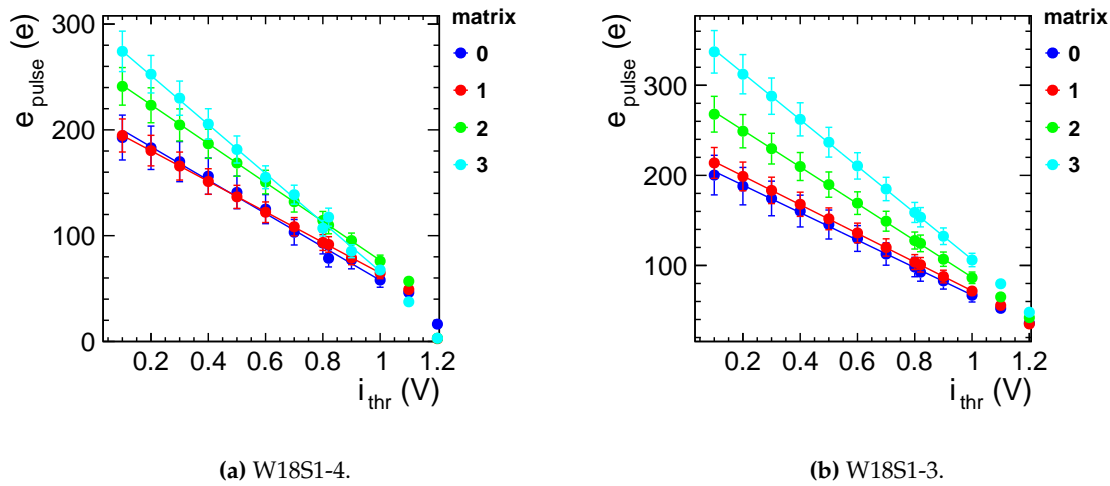 e_pulse (e)
300
200
100
0
0.2 0.4 0.6 0.8 1 1.2
i_thr (V)
matrix
0
1
2
3
e_pulse (e)
300
200
100
0.2 0.4 0.6 0.8 1 1.2
i_thr (V)
matrix
0
1
2
3
(a) W18S1-4.
(b) W18S1-3.